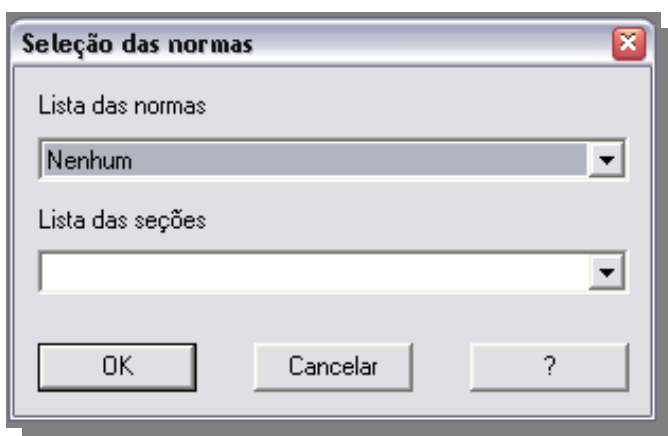 Seleção das normas
Lista das normas
Nenhum
Lista das seções
OK Cancelar ?